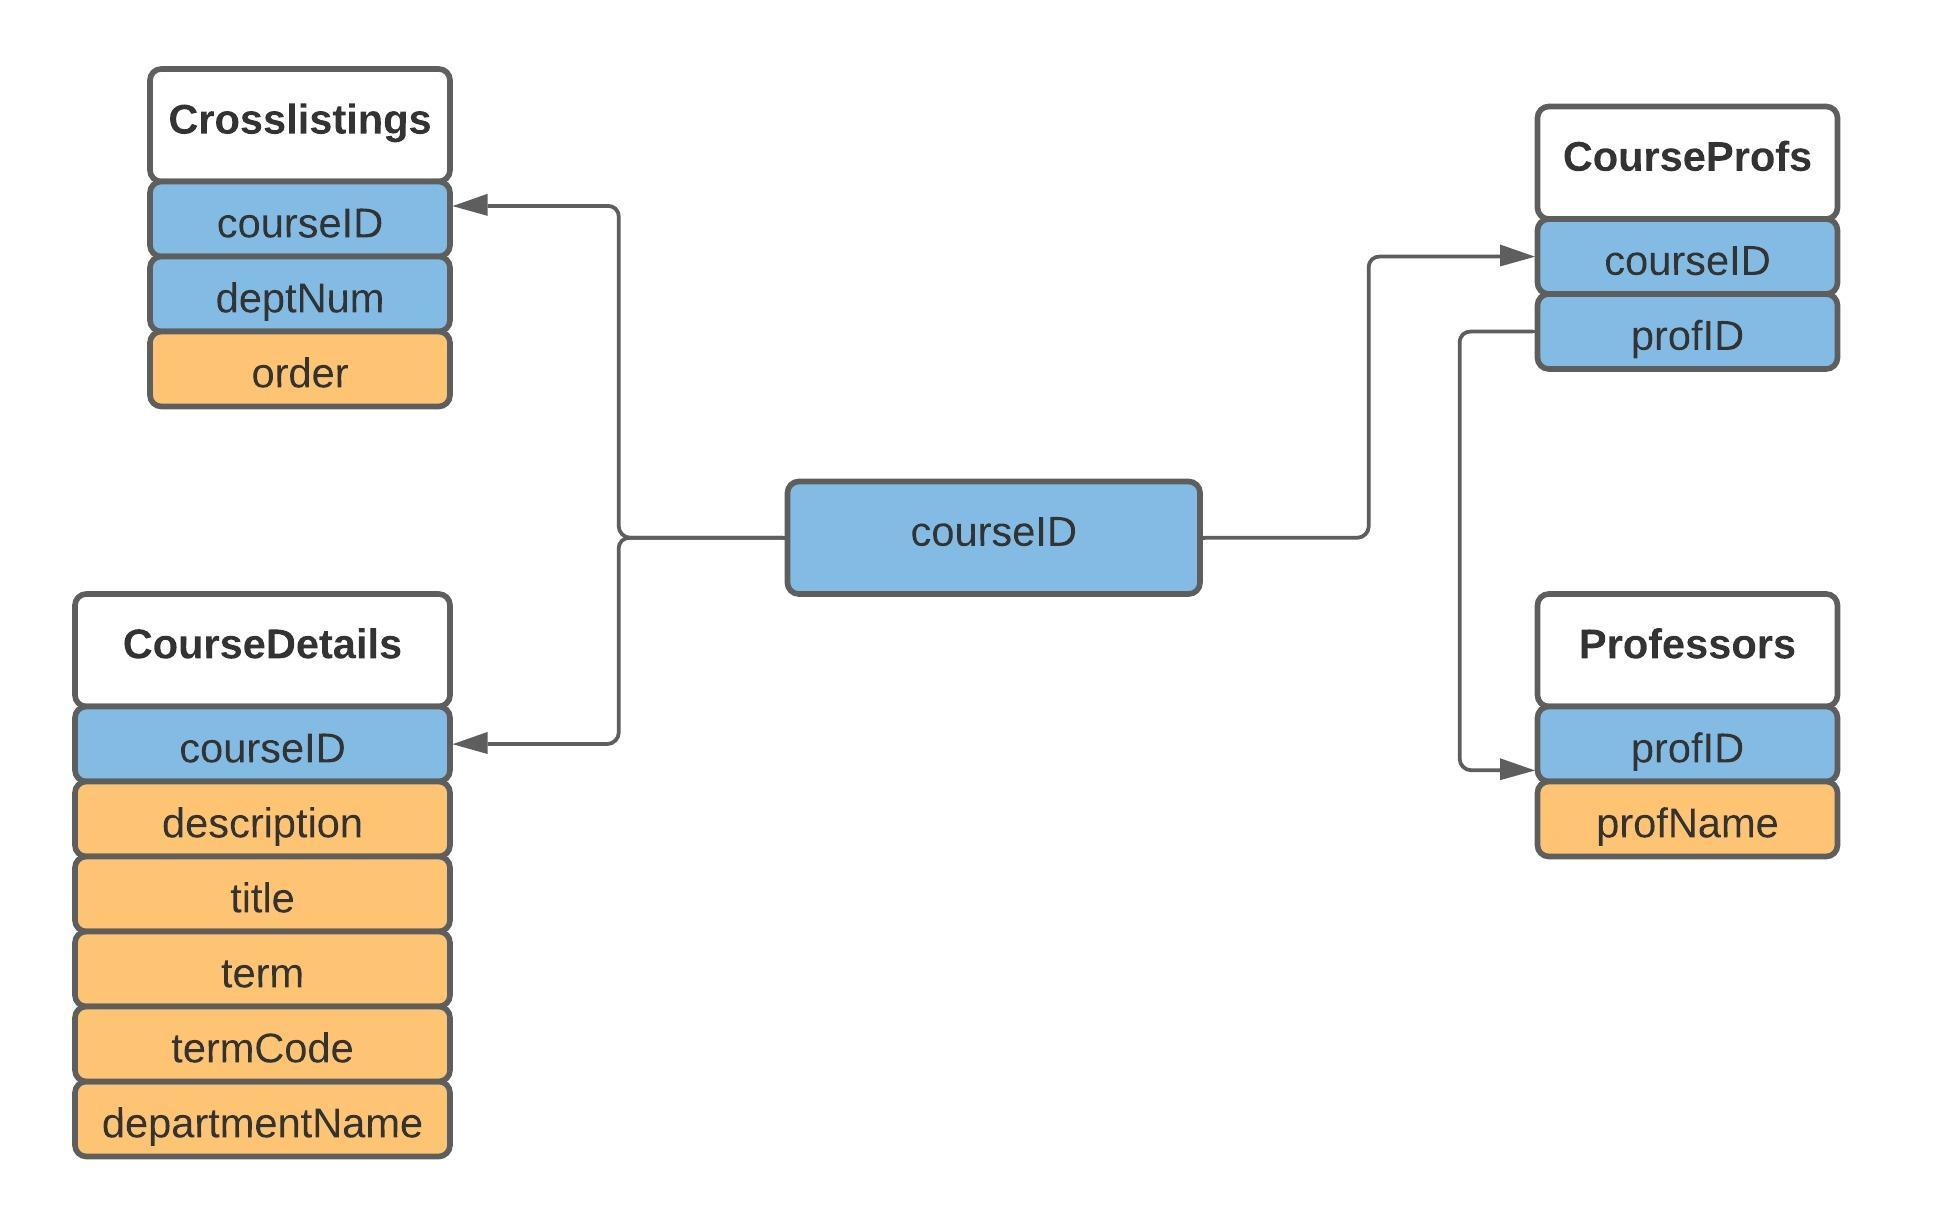 Crosslistings
courseID
deptNum
order
CourseProfs
courseID
profID
courseID
CourseDetails
courseID
description
title
term
termCode
departmentName
Professors
profID
profName